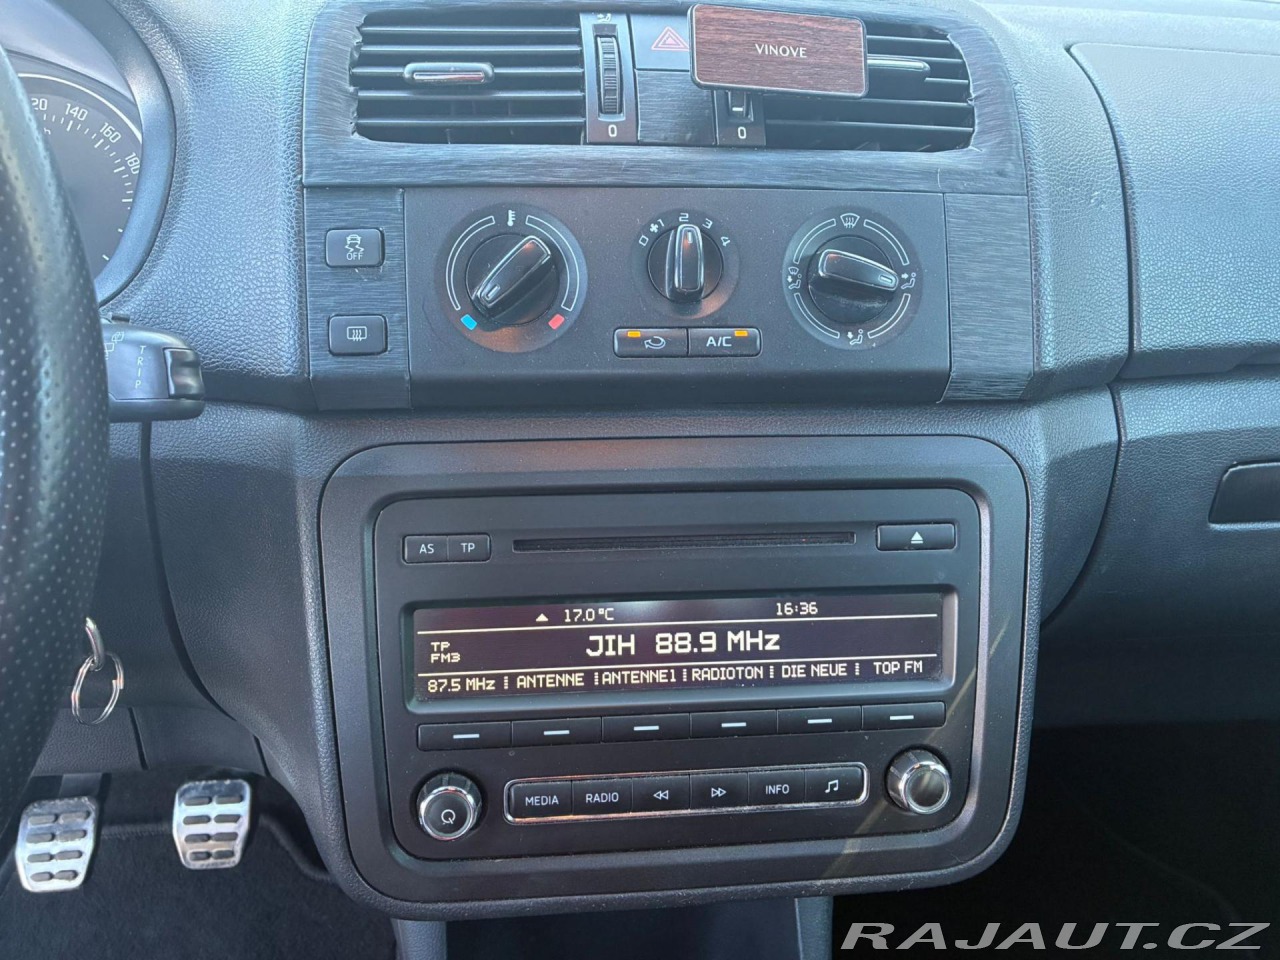 VINOVE
0
0
120 140 160 180
0 1 2 3 4
OFF
A/C
TRIP
AS TP
17.0°C 16:36
TP
FM3
JIH 88.9 MHz
87.5 MHz ANTENNE ANTENNE1 RADIOTON DIE NEUE TOP FM
MEDIA RADIO INFO
RAJAUT.CZ